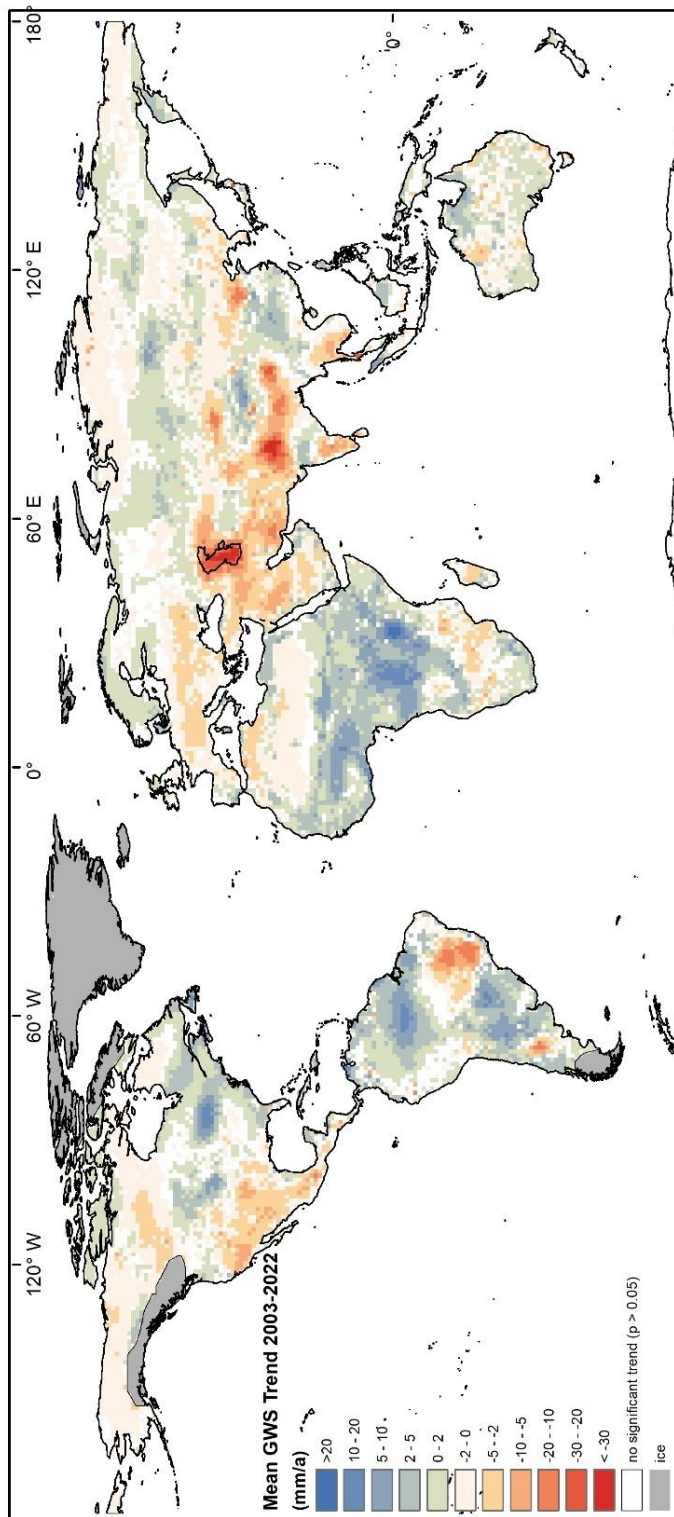 180°
120° W
60° W
0°
60° E
120° E
180°
0°
Mean GWS Trend 2003-2022
(mm/a)
>20
10 - 20
5 - 10
2 - 5
0 - 2
-2 - 0
-5 - -2
-10 - -5
-20 - -10
-30 - -20
< -30
no significant trend (p > 0.05)
ice